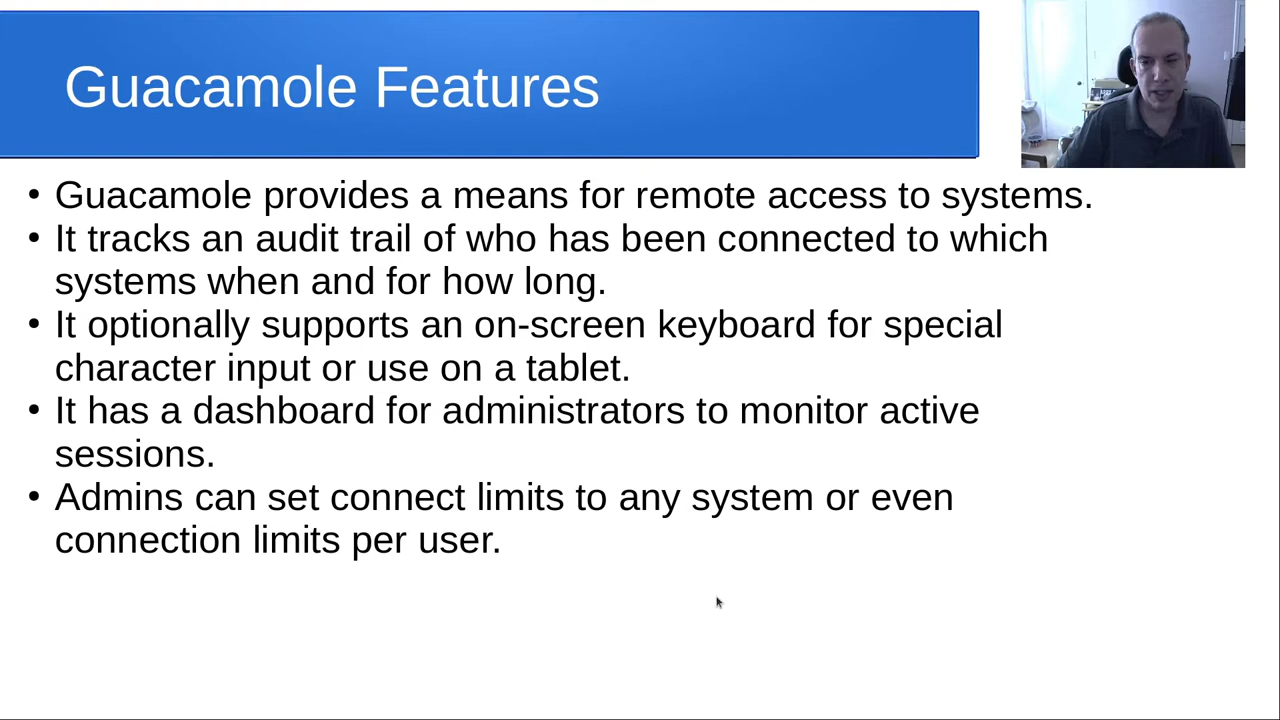 Guacamole Features
• Guacamole provides a means for remote access to systems.
• It tracks an audit trail of who has been connected to which
systems when and for how long.
• It optionally supports an on-screen keyboard for special
character input or use on a tablet.
• It has a dashboard for administrators to monitor active
sessions.
• Admins can set connect limits to any system or even
connection limits per user.